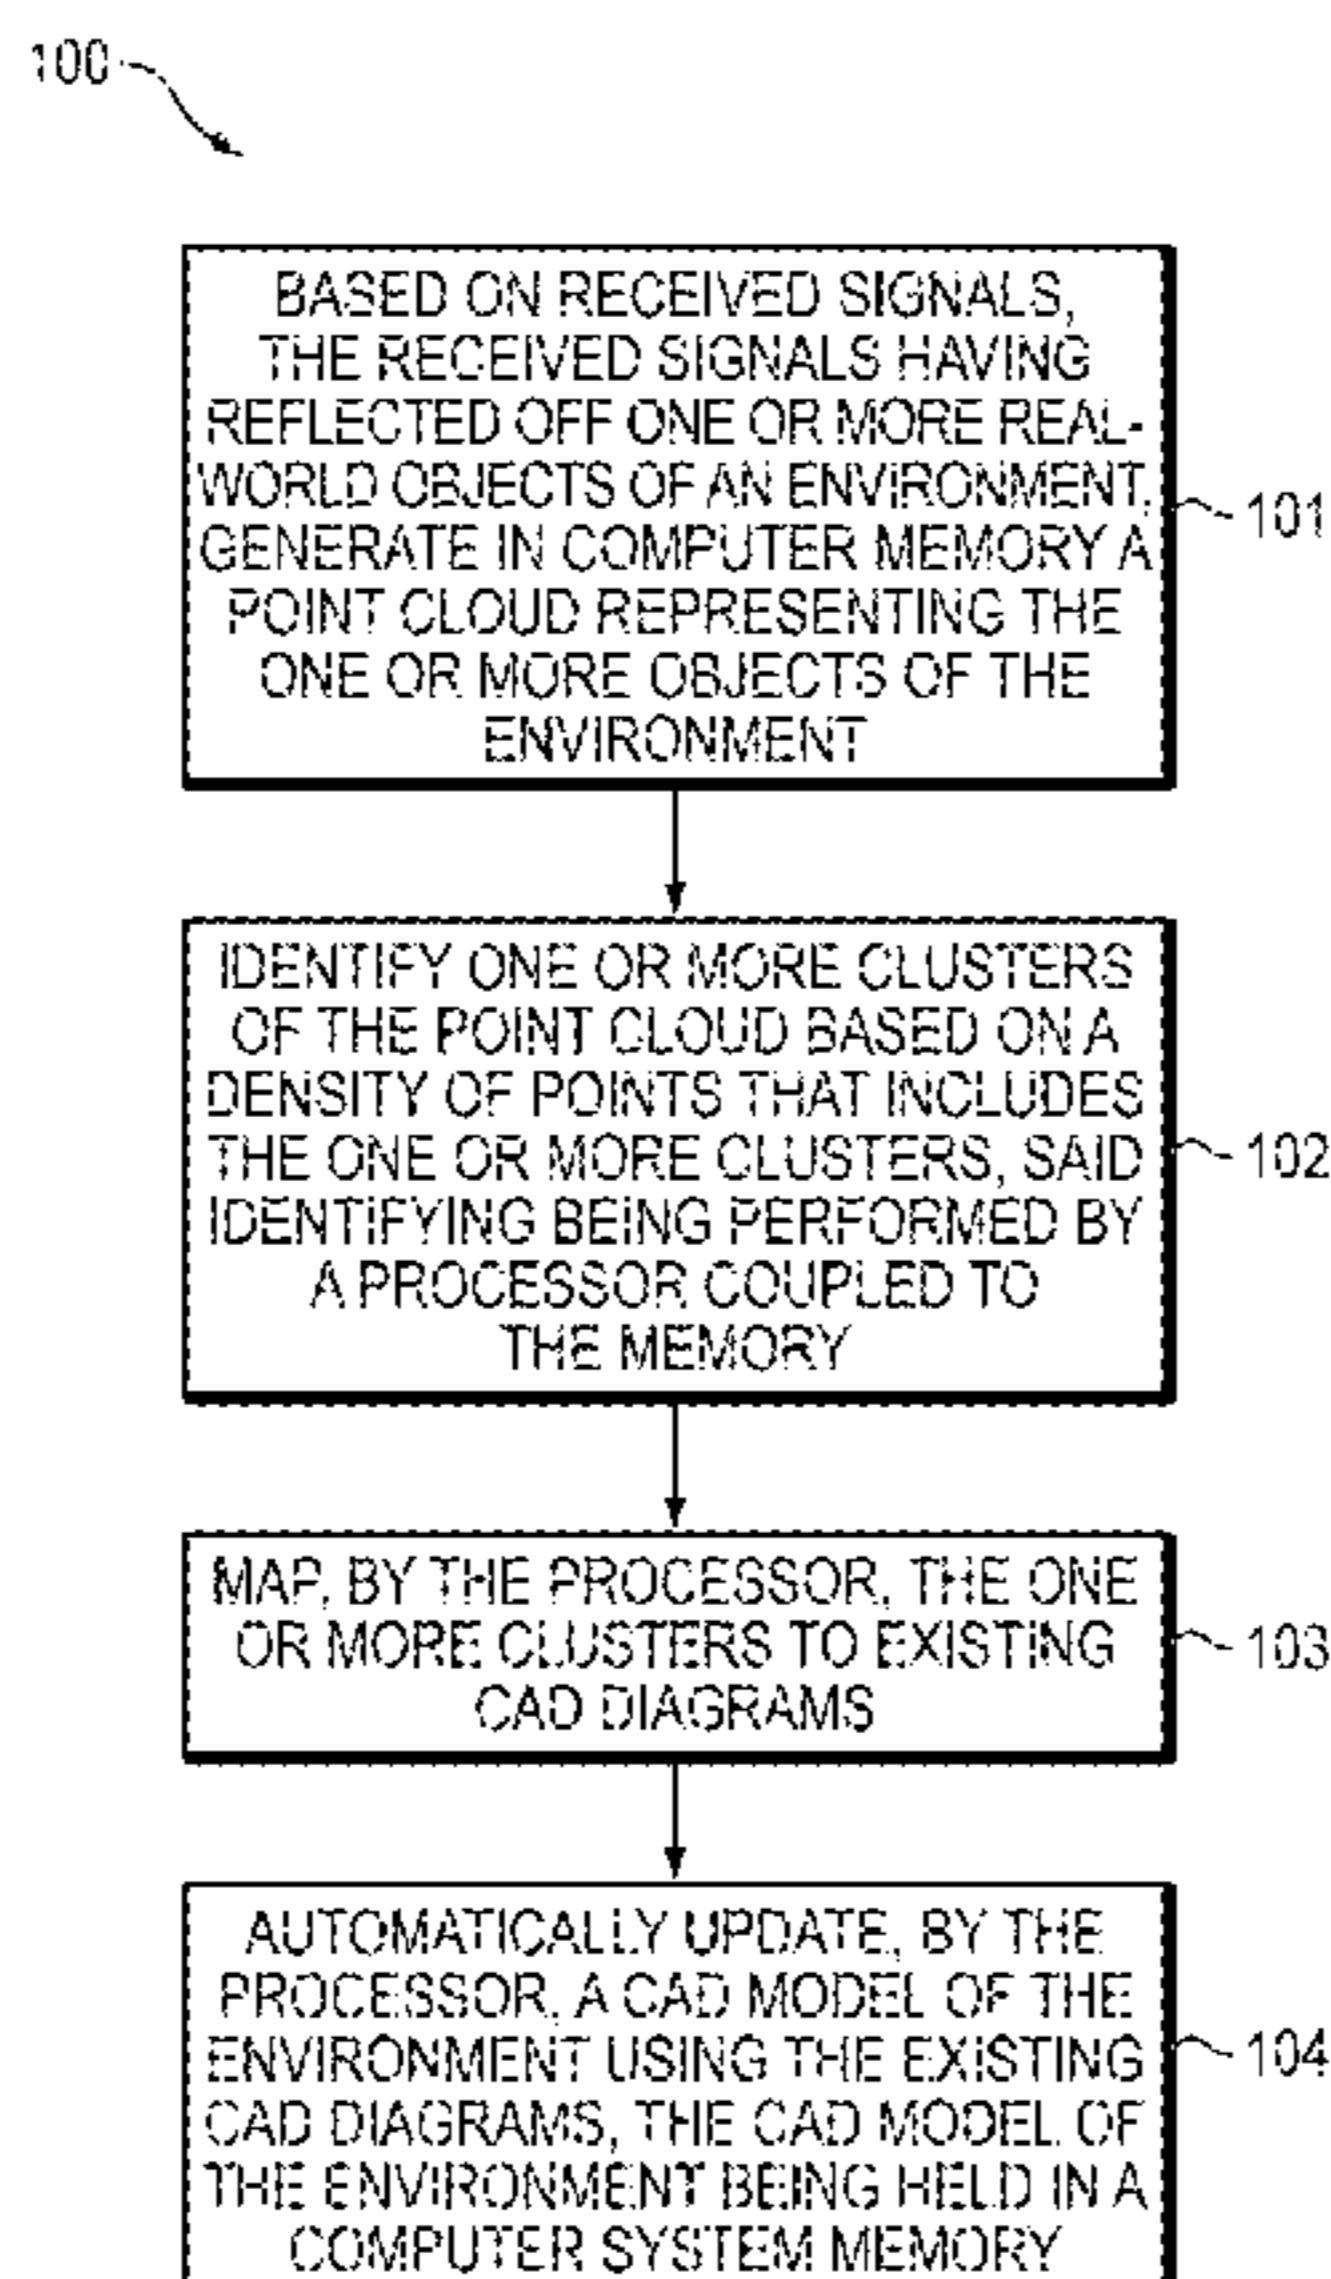 100
BASED ON RECEIVED SIGNALS,
THE RECEIVED SIGNALS HAVING
REFLECTED OFF ONE OR MORE REAL-
WORLD OBJECTS OF AN ENVIRONMENT,
GENERATE IN COMPUTER MEMORY A
POINT CLOUD REPRESENTING THE
ONE OR MORE OBJECTS OF THE
ENVIRONMENT
101
IDENTIFY ONE OR MORE CLUSTERS
OF THE POINT CLOUD BASED ON A
DENSITY OF POINTS THAT INCLUDES
THE ONE OR MORE CLUSTERS, SAID
IDENTIFYING BEING PERFORMED BY
A PROCESSOR COUPLED TO
THE MEMORY
102
MAP, BY THE PROCESSOR, THE ONE
OR MORE CLUSTERS TO EXISTING
CAD DIAGRAMS
103
AUTOMATICALLY UPDATE, BY THE
PROCESSOR, A CAD MODEL OF THE
ENVIRONMENT USING THE EXISTING
CAD DIAGRAMS, THE CAD MODEL OF
THE ENVIRONMENT BEING HELD IN A
COMPUTER SYSTEM MEMORY
104